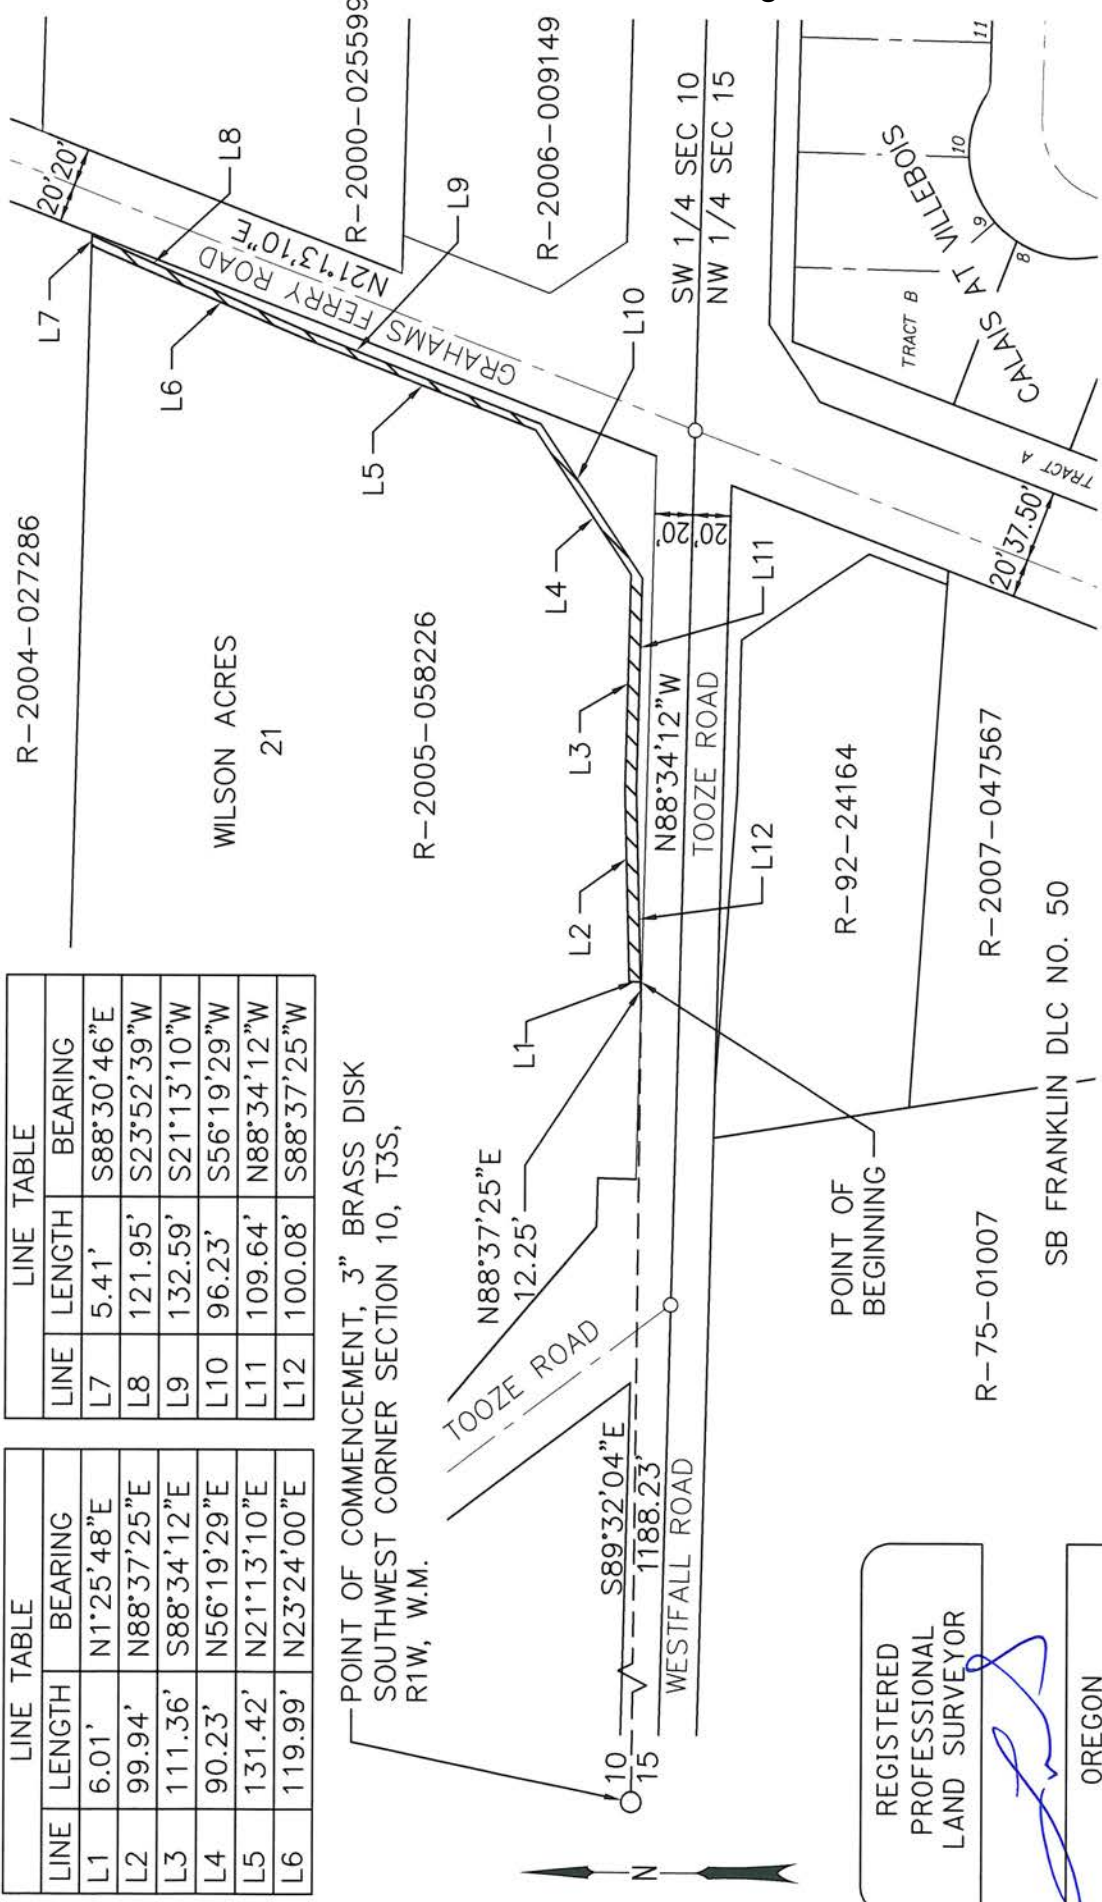 LINE TABLE
LINE LENGTH BEARING
L1 6.01' N1°25'48"E
L2 99.94' N88°37'25"E
L3 111.36' S88°34'12"E
L4 90.23' N56°19'29"E
L5 131.42' N21°13'10"E
L6 119.99' N23°24'00"E
LINE TABLE
LINE LENGTH BEARING
L7 5.41' S88°30'46"E
L8 121.95' S23°52'39"W
L9 132.59' S21°13'10"W
L10 96.23' S56°19'29"W
L11 109.64' N88°34'12"W
L12 100.08' S88°37'25"W
POINT OF COMMENCEMENT, 3" BRASS DISK
SOUTHWEST CORNER SECTION 10, T3S,
R1W, W.M.
R-2004-027286
WILSON ACRES
21
R-2005-058226
L7
L6
L5
L4
L3
L2
L1
L8
L9
L10
L11
L12
20' 20'
GRAHAMS FERRY ROAD
N21°13'10"E
R-2000-025599
R-2006-009149
SW 1/4 SEC 10
NW 1/4 SEC 15
20'
20'
N88°34'12"W
TOOZE ROAD
N88°37'25"E
12.25'
TOOZE ROAD
S89°32'04"E
1188.23'
WESTFALL ROAD
10
15
N
POINT OF
BEGINNING
R-92-24164
R-2007-047567
R-75-01007
SB FRANKLIN DLC NO. 50
20' 37.50'
TRACT A
TRACT B
CALAIS AT VILLEBOIS
8
9
10
11
REGISTERED
PROFESSIONAL
LAND SURVEYOR
OREGON